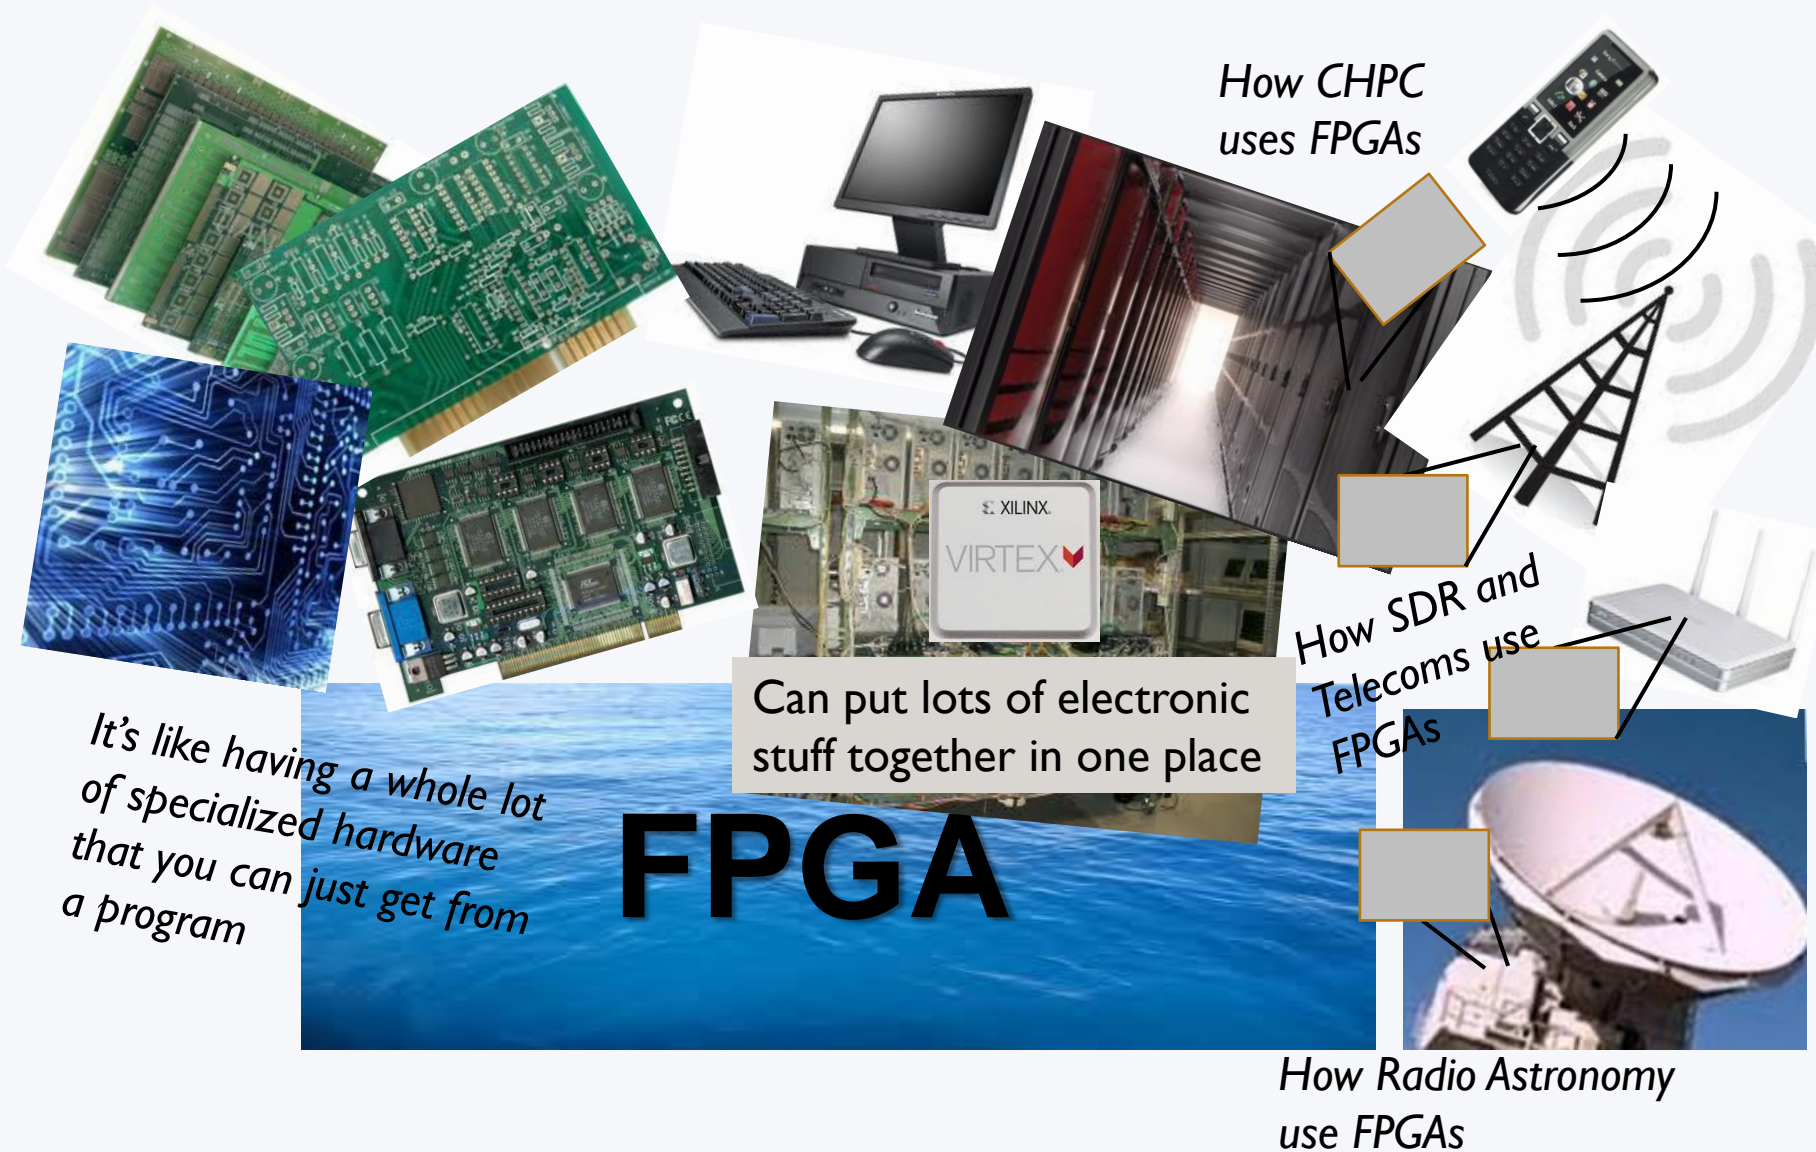 How CHPC
uses FPGAs
XILINX
VIRTEX
How SDR and
Telecoms use
FPGAs
Can put lots of electronic
stuff together in one place
It's like having a whole lot
of specialized hardware
that you can just get from
a program
FPGA
How Radio Astronomy
use FPGAs